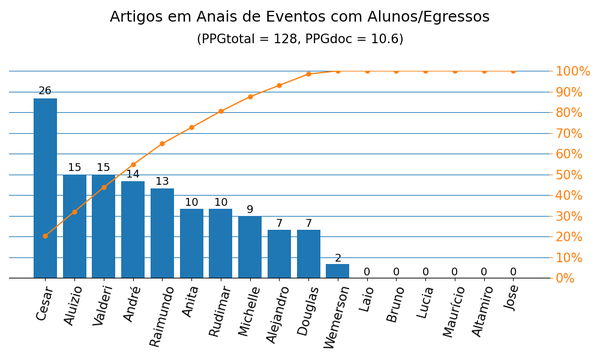 Artigos em Anais de Eventos com Alunos/Egressos
(PPGtotal = 128, PPGdoc = 10.6)
100%
90%
80%
70%
60%
50%
40%
30%
20%
10%
0%
26
15
15
14
13
10
10
9
7
7
2
0
0
0
0
0
0
Cesar
Aluizio
Valderi
André
Raimundo
Anita
Rudimar
Michelle
Alejandro
Douglas
Wemerson
Laio
Bruno
Lucia
Maurício
Altamiro
Jose